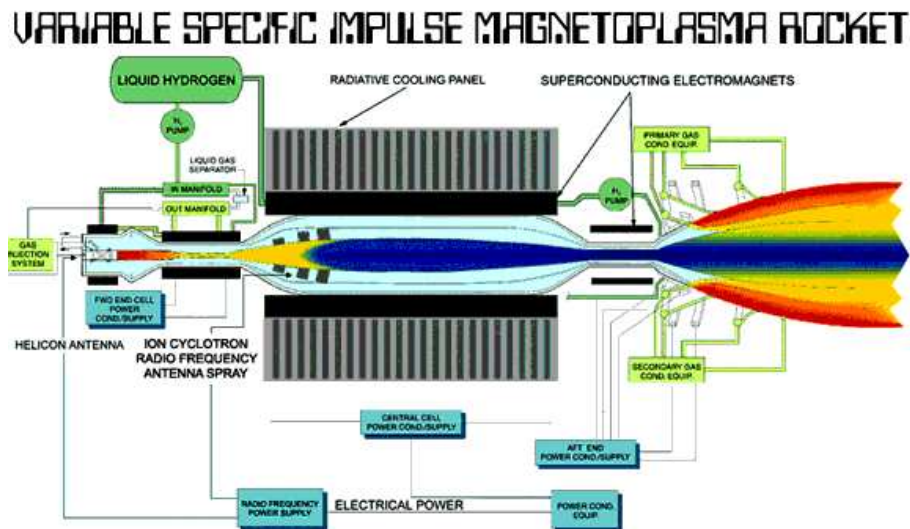 VARIABLE SPECIFIC IMPULSE MAGNETOPLASMA ROCKET
LIQUID HYDROGEN
RADIATIVE COOLING PANEL
SUPERCONDUCTING ELECTROMAGNETS
H₂
PUMP
LIQUID GAS
SEPARATOR
PRIMARY GAS
COND. EQUIP.
IN MANIFOLD
OUT MANIFOLD
H₂
PUMP
GAS
INJECTION
SYSTEM
FWD END CELL
POWER
COND./SUPPLY
HELICON ANTENNA
ION CYCLOTRON
RADIO FREQUENCY
ANTENNA SPRAY
SECONDARY GAS
COND. EQUIP.
CENTRAL CELL
POWER COND./SUPPLY
AFT END
POWER COND./SUPPLY
RADIO FREQUENCY
POWER SUPPLY
ELECTRICAL POWER
POWER COND.
EQUIP.